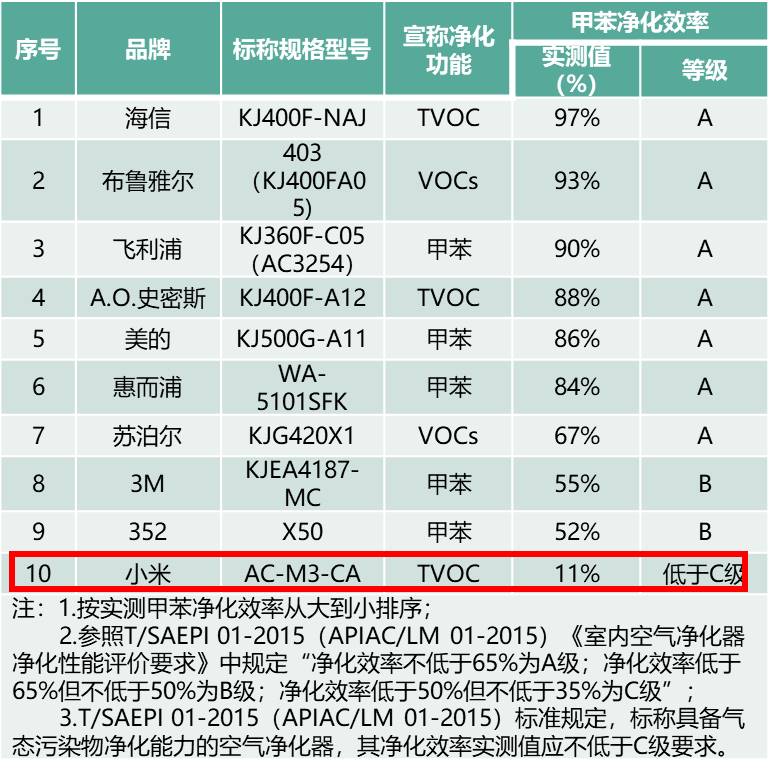 序号 品牌 标称规格型号 宣称净化功能 甲苯净化效率
实测值(%) 等级
1 海信 KJ400F-NAJ TVOC 97% A
2 布鲁雅尔 403（KJ400FA05) VOCs 93% A
3 飞利浦 KJ360F-C05（AC3254） 甲苯 90% A
4 A.O.史密斯 KJ400F-A12 TVOC 88% A
5 美的 KJ500G-A11 甲苯 86% A
6 惠而浦 WA-5101SFK 甲苯 84% A
7 苏泊尔 KJG420X1 VOCs 67% A
8 3M KJEA4187-MC 甲苯 55% B
9 352 X50 甲苯 52% B
10 小米 AC-M3-CA TVOC 11% 低于C级
注：1.按实测甲苯净化效率从大到小排序；
2.参照T/SAEPI 01-2015（APIAC/LM 01-2015）《室内空气净化器
净化性能评价要求》中规定“净化效率不低于65%为A级；净化效率低于
65%但不低于50%为B级；净化效率低于50%但不低于35%为C级”；
3.T/SAEPI 01-2015（APIAC/LM 01-2015）标准规定，标称具备气
态污染物净化能力的空气净化器，其净化效率实测值应不低于C级要求。